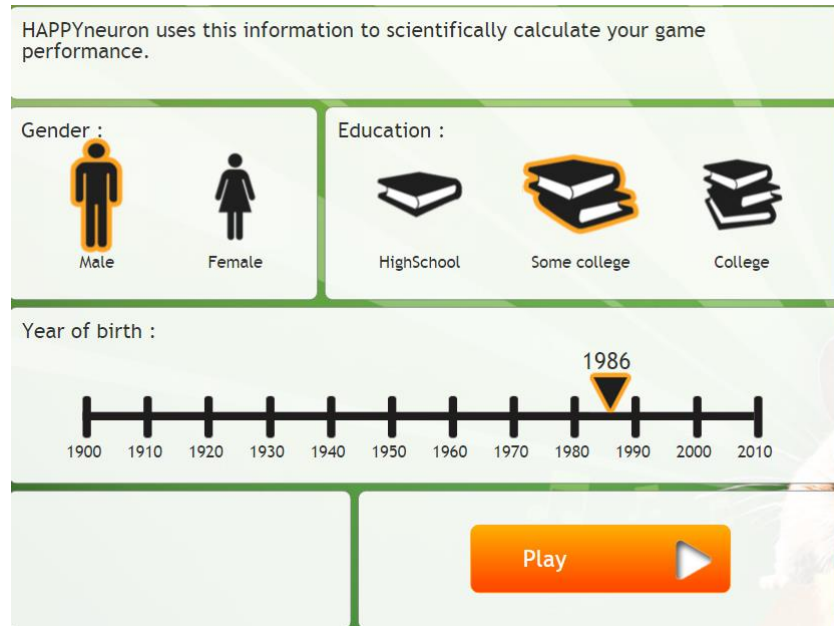 HAPPYneuron uses this information to scientifically calculate your game
performance.
Gender :
Male
Female
Education :
HighSchool
Some college
College
Year of birth :
1986
1900 1910 1920 1930 1940 1950 1960 1970 1980 1990 2000 2010
Play